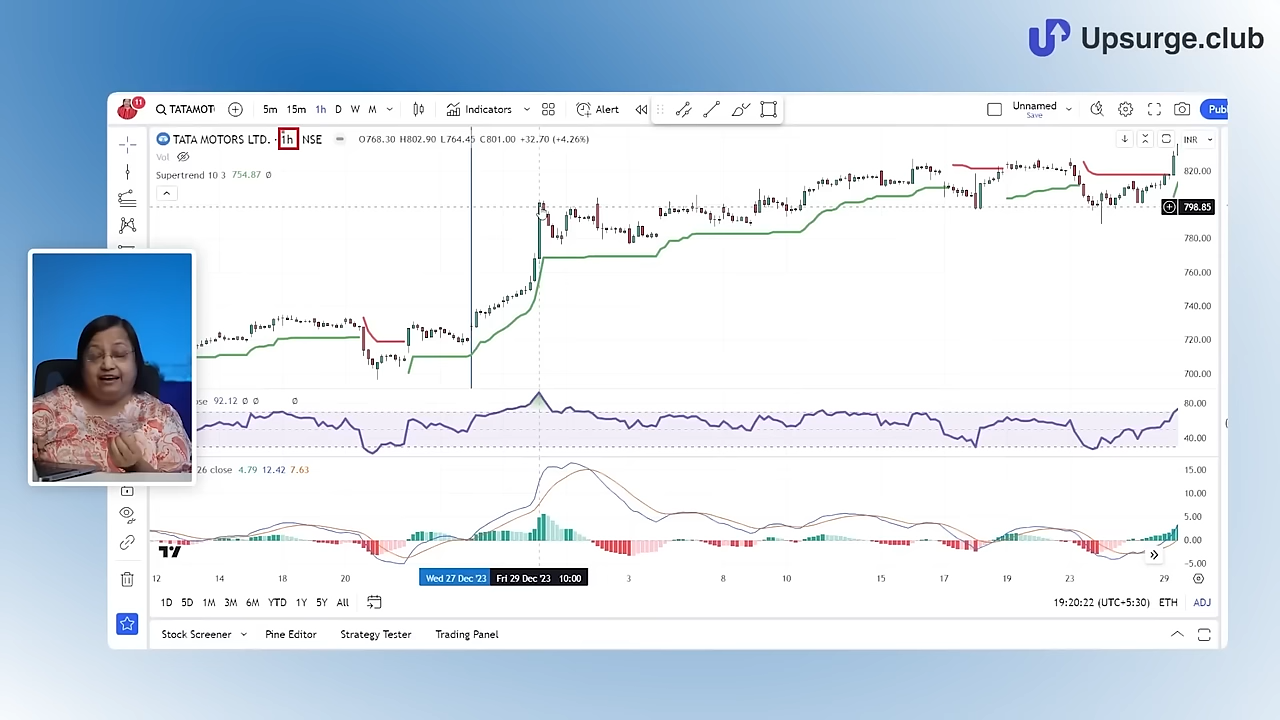 Upsurge.club
11
TATAMOT
5m 15m 1h D W M
Indicators
Alert
Unnamed
Save
Publ
TATA MOTORS LTD. · 1h NSE
O768.30 H802.90 L764.45 C801.00 +32.70 (+4.26%)
INR
Vol
Supertrend 10 3 754.87 Ø
820.00
798.85
780.00
760.00
740.00
720.00
700.00
ose 92.12 Ø Ø Ø
80.00
40.00
26 close 4.79 12.42 7.63
15.00
10.00
5.00
0.00
−5.00
12 14 18 20 Wed 27 Dec '23 Fri 29 Dec '23 10:00 3 8 10 15 17 19 23 29
1D 5D 1M 3M 6M YTD 1Y 5Y All
19:20:22 (UTC+5:30) ETH ADJ
Stock Screener Pine Editor Strategy Tester Trading Panel